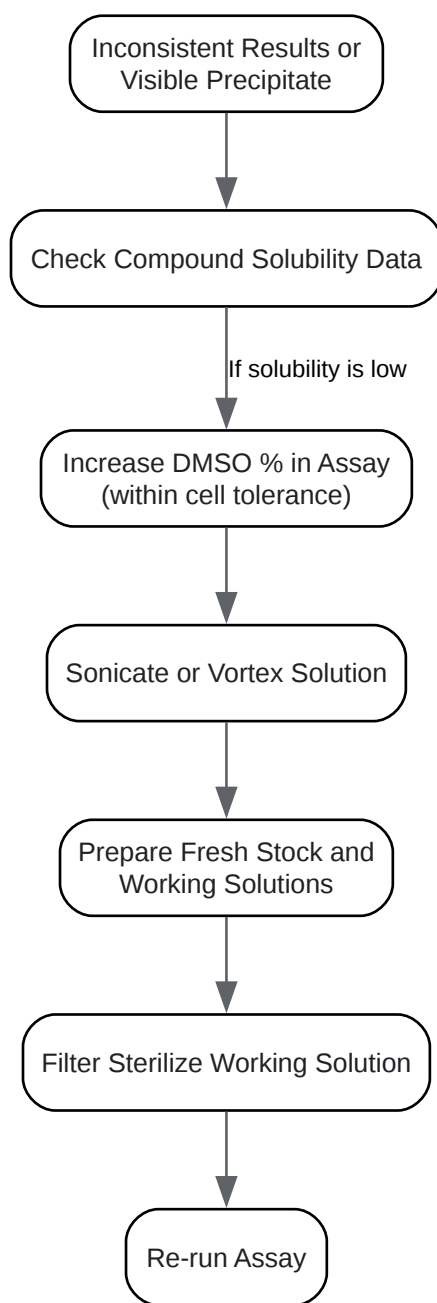 Inconsistent Results or
Visible Precipitate
Check Compound Solubility Data
If solubility is low
Increase DMSO % in Assay
(within cell tolerance)
Sonicate or Vortex Solution
Prepare Fresh Stock and
Working Solutions
Filter Sterilize Working Solution
Re-run Assay